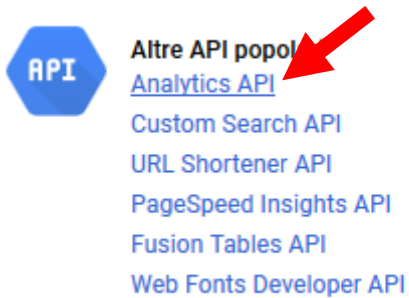 API
Altre API popol
Analytics API
Custom Search API
URL Shortener API
PageSpeed Insights API
Fusion Tables API
Web Fonts Developer API